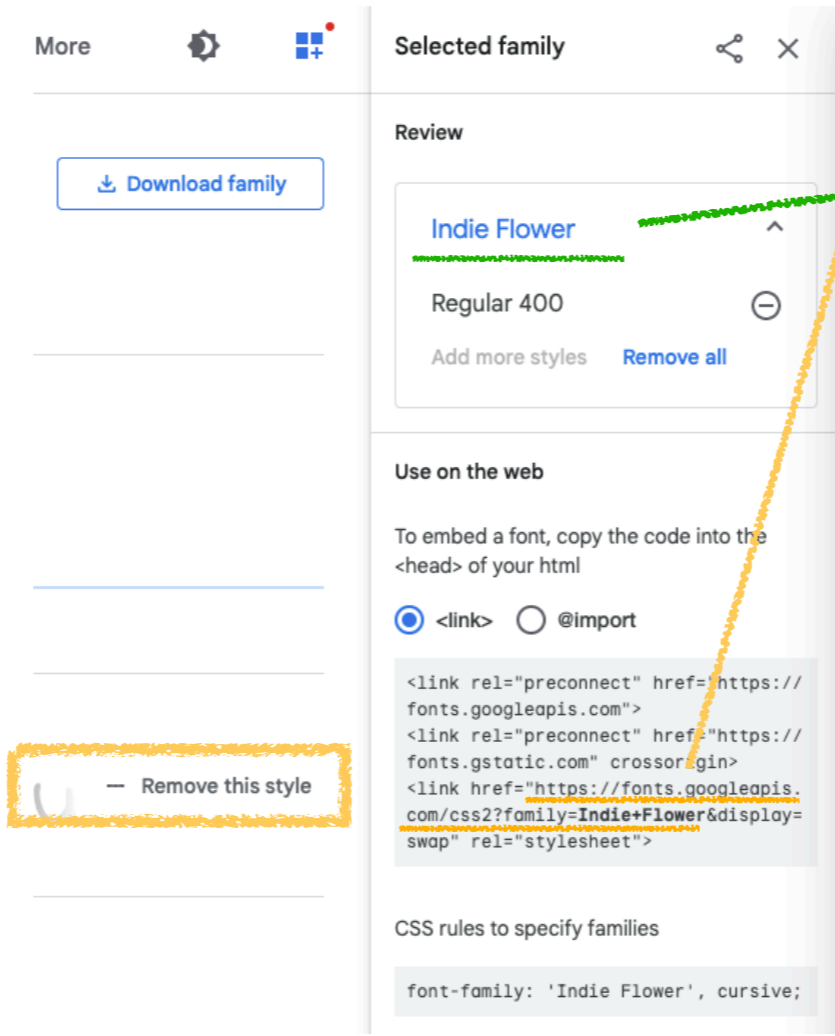 More
Download family
Remove this style
Selected family
Review
Indie Flower
Regular 400
Add more styles Remove all
Use on the web
To embed a font, copy the code into the
<head> of your html
<link> @import
<link rel="preconnect" href="https://
fonts.googleapis.com">
<link rel="preconnect" href="https://
fonts.gstatic.com" crossorigin>
<link href="https://fonts.googleapis.
com/css2?family=Indie+Flower&display=
swap" rel="stylesheet">
CSS rules to specify families
font-family: 'Indie Flower', cursive;